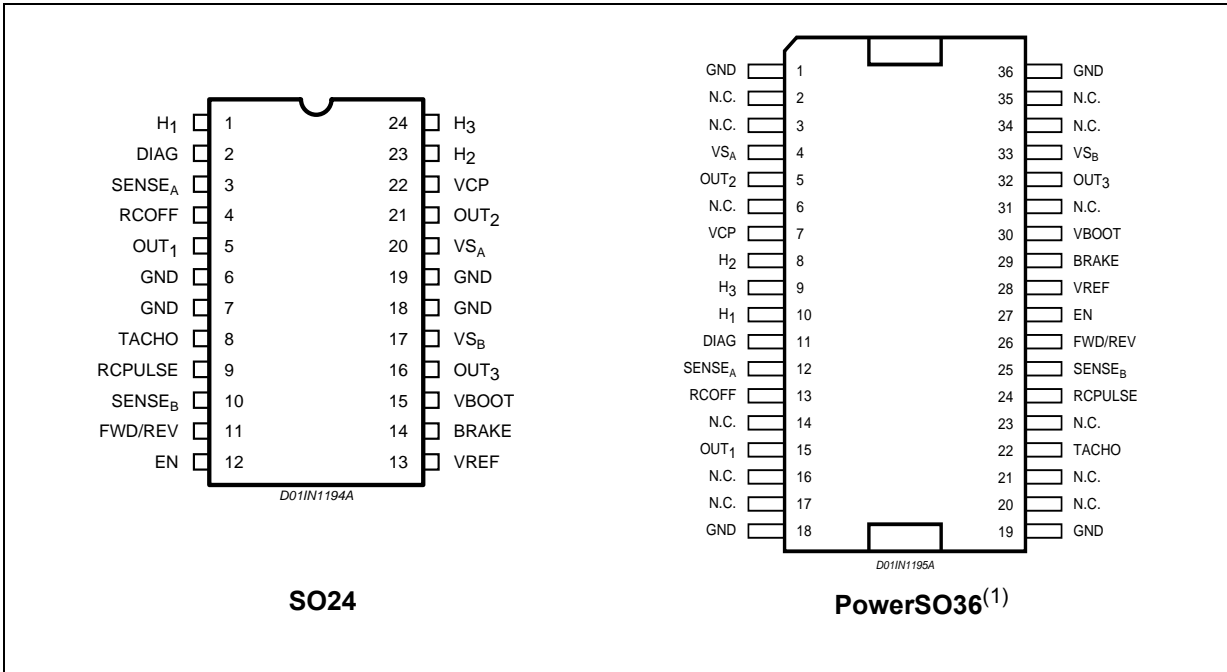 H1 1 24 H3
DIAG 2 23 H2
SENSEA 3 22 VCP
RCOFF 4 21 OUT2
OUT1 5 20 VSA
GND 6 19 GND
GND 7 18 GND
TACHO 8 17 VSB
RCPULSE 9 16 OUT3
SENSEB 10 15 VBOOT
FWD/REV 11 14 BRAKE
EN 12 13 VREF
D01IN1194A
SO24
GND 1 36 GND
N.C. 2 35 N.C.
N.C. 3 34 N.C.
VSA 4 33 VSB
OUT2 5 32 OUT3
N.C. 6 31 N.C.
VCP 7 30 VBOOT
H2 8 29 BRAKE
H3 9 28 VREF
H1 10 27 EN
DIAG 11 26 FWD/REV
SENSEA 12 25 SENSEB
RCOFF 13 24 RCPULSE
N.C. 14 23 N.C.
OUT1 15 22 TACHO
N.C. 16 21 N.C.
N.C. 17 20 N.C.
GND 18 19 GND
D01IN1195A
PowerSO36(1)